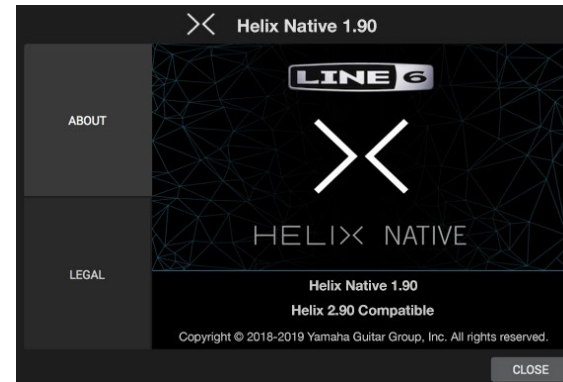 Helix Native 1.90
LINE 6
ABOUT
HELIX NATIVE
LEGAL
Helix Native 1.90
Helix 2.90 Compatible
Copyright © 2018-2019 Yamaha Guitar Group, Inc. All rights reserved.
CLOSE